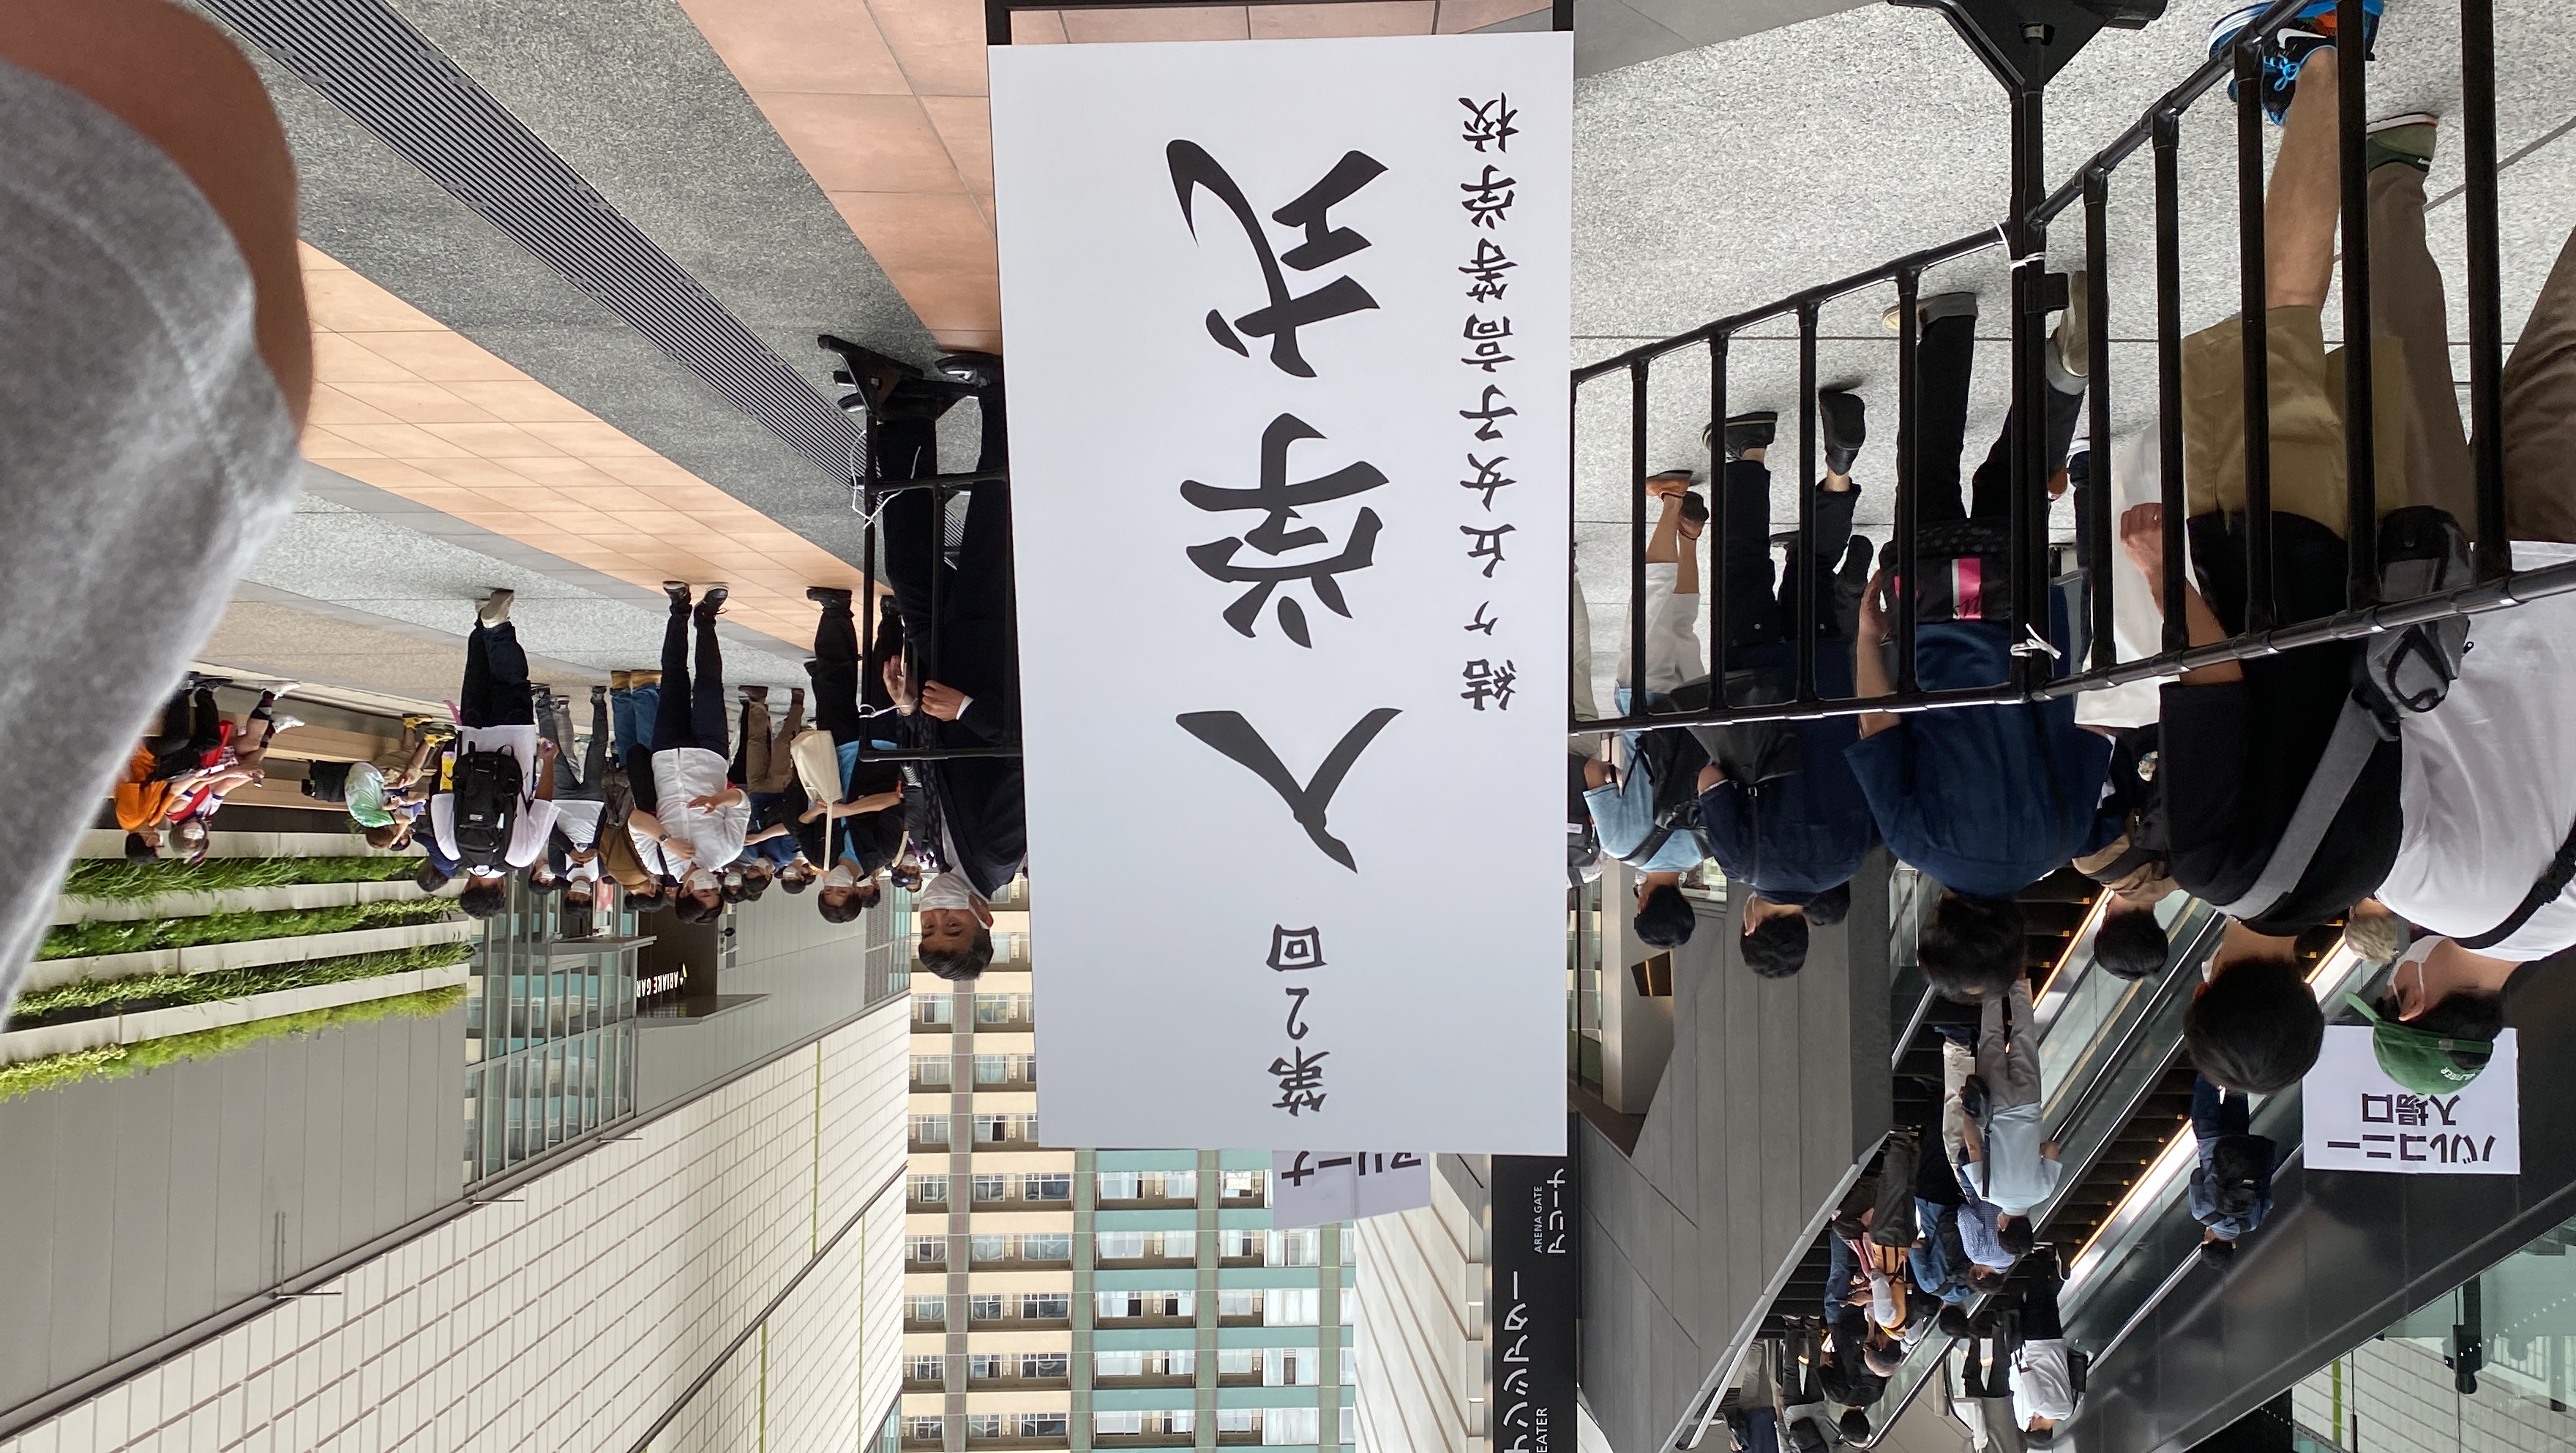 第2回
入学式
結ヶ丘女子高等学校
バルコニー
入場口
アリーナ
シアター
EATER
アリーナ
ARENA GATE
ARIAKE GAR